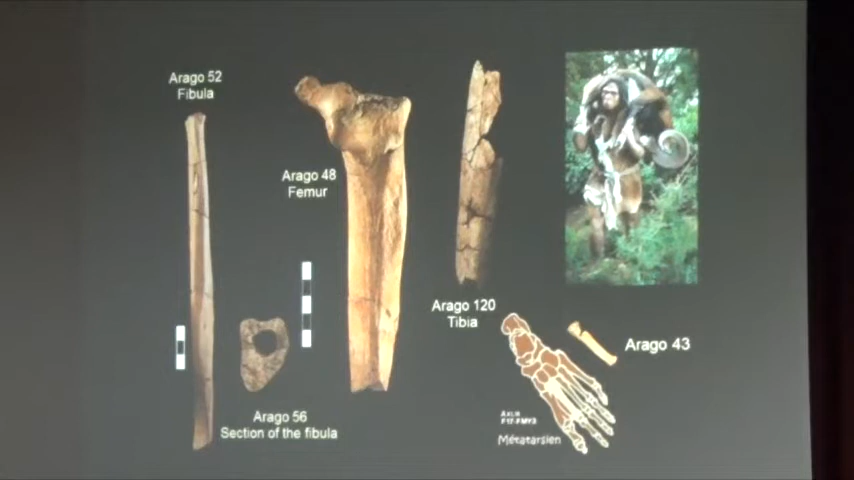 Arago 52
Fibula
Arago 48
Femur
Arago 120
Tibia
Arago 43
Arago 56
Section of the fibula
Métatarsien